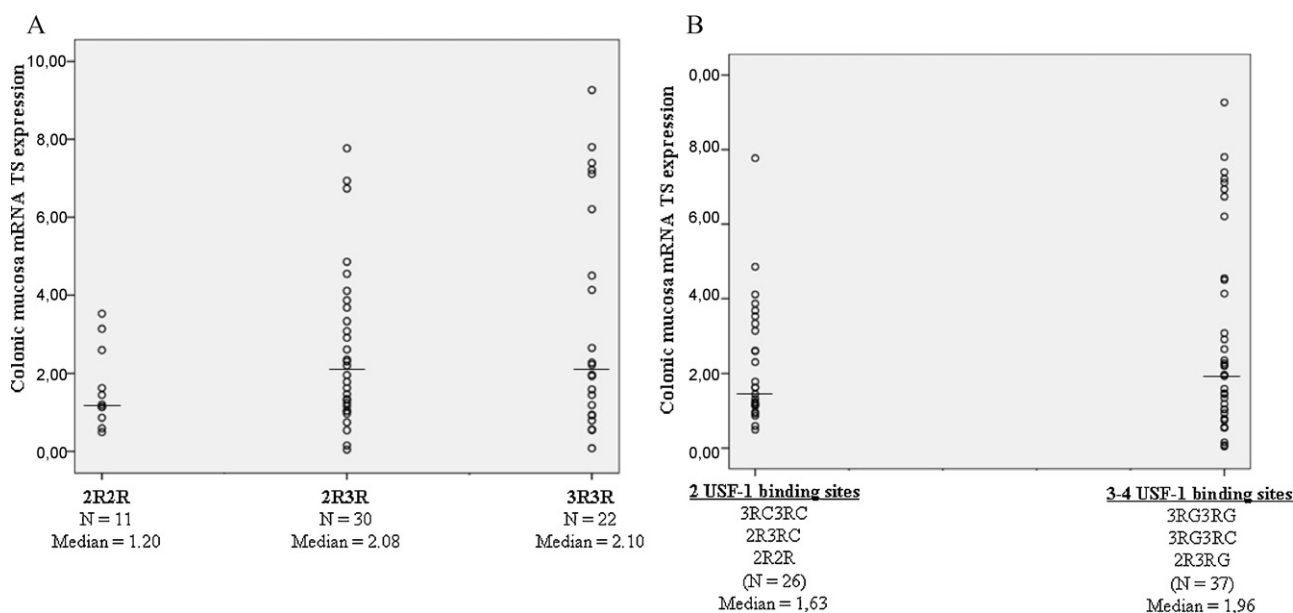 A
Colonic mucosa mRNA TS expression
10,00
8,00
6,00
4,00
2,00
0,00
2R2R
N = 11
Median = 1.20
2R3R
N = 30
Median = 2.08
3R3R
N = 22
Median = 2.10
B
Colonic mucosa mRNA TS expression
0,00
8,00
6,00
4,00
2,00
0,00
2 USF-1 binding sites
3RC3RC
2R3RC
2R2R
(N = 26)
Median = 1,63
3-4 USF-1 binding sites
3RG3RG
3RG3RC
2R3RG
(N = 37)
Median = 1,96